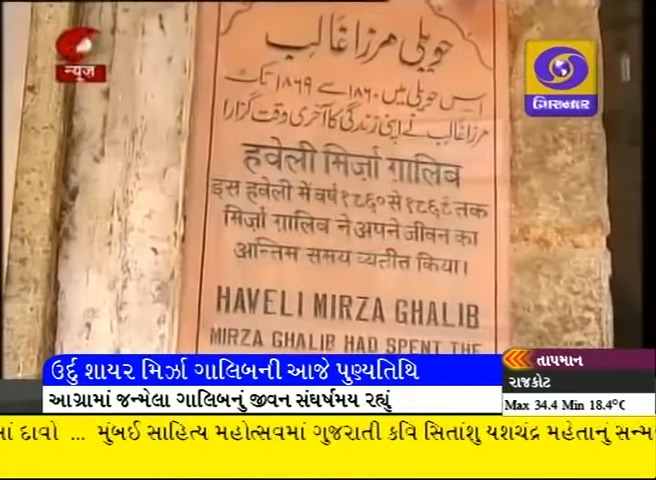 حویلی مرزا غالب
اِس حویلی میں ۱۸۶۰ سے ۱۸۶۹ تک
مرزا غالب نے اپنی زندگی کا آخری وقت گزارا
हवेली मिर्ज़ा ग़ालिब
इस हवेली में वर्ष १८६० से १८६९ तक
मिर्ज़ा ग़ालिब ने अपने जीवन का
अन्तिम समय व्यतीत किया।
HAVELI MIRZA GHALIB
MIRZA GHALIB HAD SPENT THE
ન્યૂઝ
ગિરનાર
ઉર્દુ શાયર મિર્ઝા ગાલિબની આજે પુણ્યતિથિ
આગ્રામાં જન્મેલા ગાલિબનું જીવન સંઘર્ષમય રહ્યું
તાપમાન
રાજકોટ
Max 34.4 Min 18.4°C
માં દાવો ... મુંબઈ સાહિત્ય મહોત્સવમાં ગુજરાતી કવિ સિતાંશુ યશચંદ્ર મહેતાનું